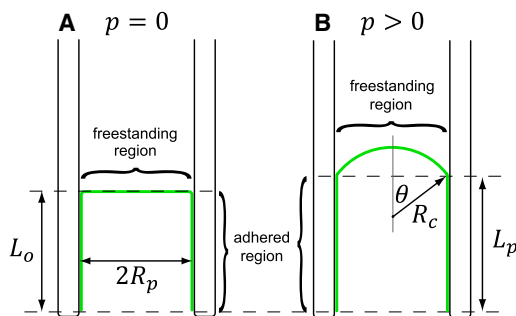 A p = 0
B p > 0
freestanding
region
freestanding
region
θ
R_c
L_o
2R_p
adhered
region
L_p